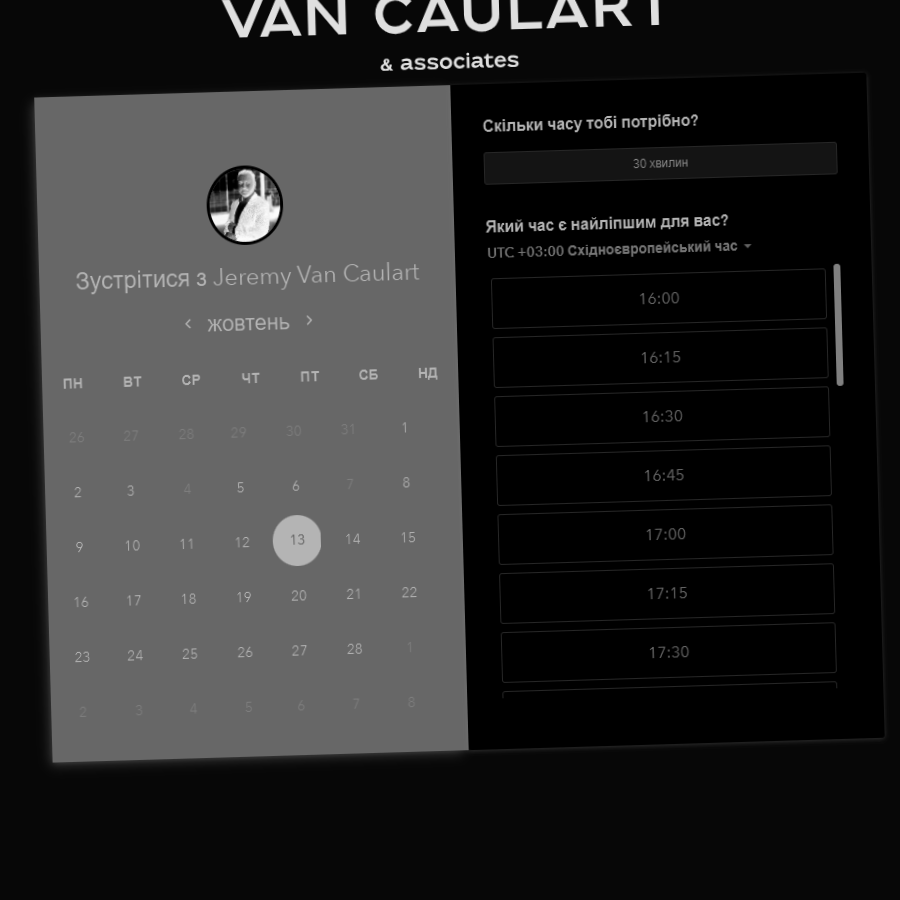 VAN CAULART
& associates
Зустрітися з Jeremy Van Caulart
‹ жовтень ›
ПН ВТ СР ЧТ ПТ СБ НД
26 27 28 29 30 31 1
2 3 4 5 6 7 8
9 10 11 12 13 14 15
16 17 18 19 20 21 22
23 24 25 26 27 28 1
2 3 4 5 6 7 8
Скільки часу тобі потрібно?
30 хвилин
Який час є найліпшим для вас?
UTC +03:00 Східноєвропейський час
16:00
16:15
16:30
16:45
17:00
17:15
17:30